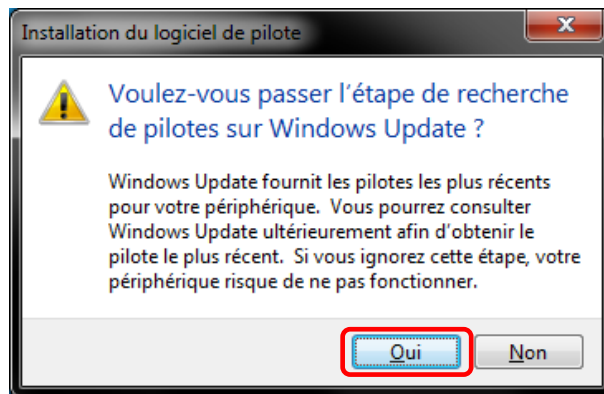 Installation du logiciel de pilote
Voulez-vous passer l'étape de recherche
de pilotes sur Windows Update ?
Windows Update fournit les pilotes les plus récents
pour votre périphérique. Vous pourrez consulter
Windows Update ultérieurement afin d'obtenir le
pilote le plus récent. Si vous ignorez cette étape, votre
périphérique risque de ne pas fonctionner.
Oui Non